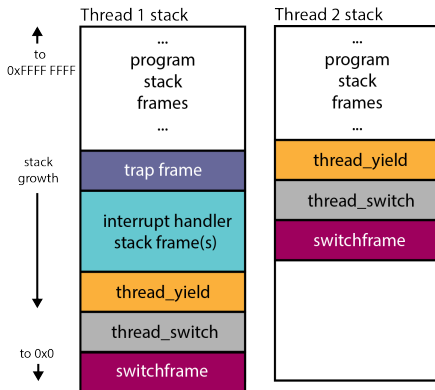 Thread 1 stack
Thread 2 stack
to
0xFFFF FFFF
stack
growth
to 0x0
...
program
stack
frames
...
trap frame
interrupt handler
stack frame(s)
thread_yield
thread_switch
switchframe
...
program
stack
frames
...
thread_yield
thread_switch
switchframe